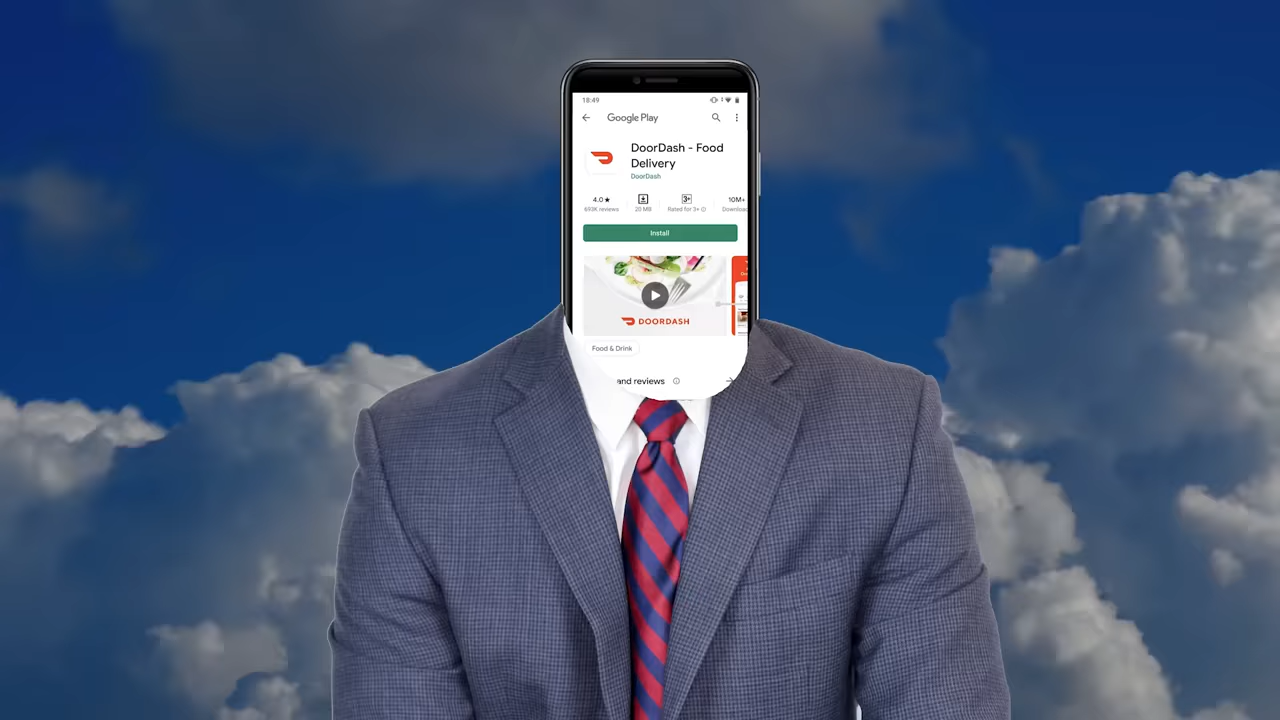 18:49
Google Play
DoorDash - Food
Delivery
DoorDash
4.0★
693K reviews
20 MB
3+
Rated for 3+
10M+
Install
DOORDASH
Food & Drink
and reviews